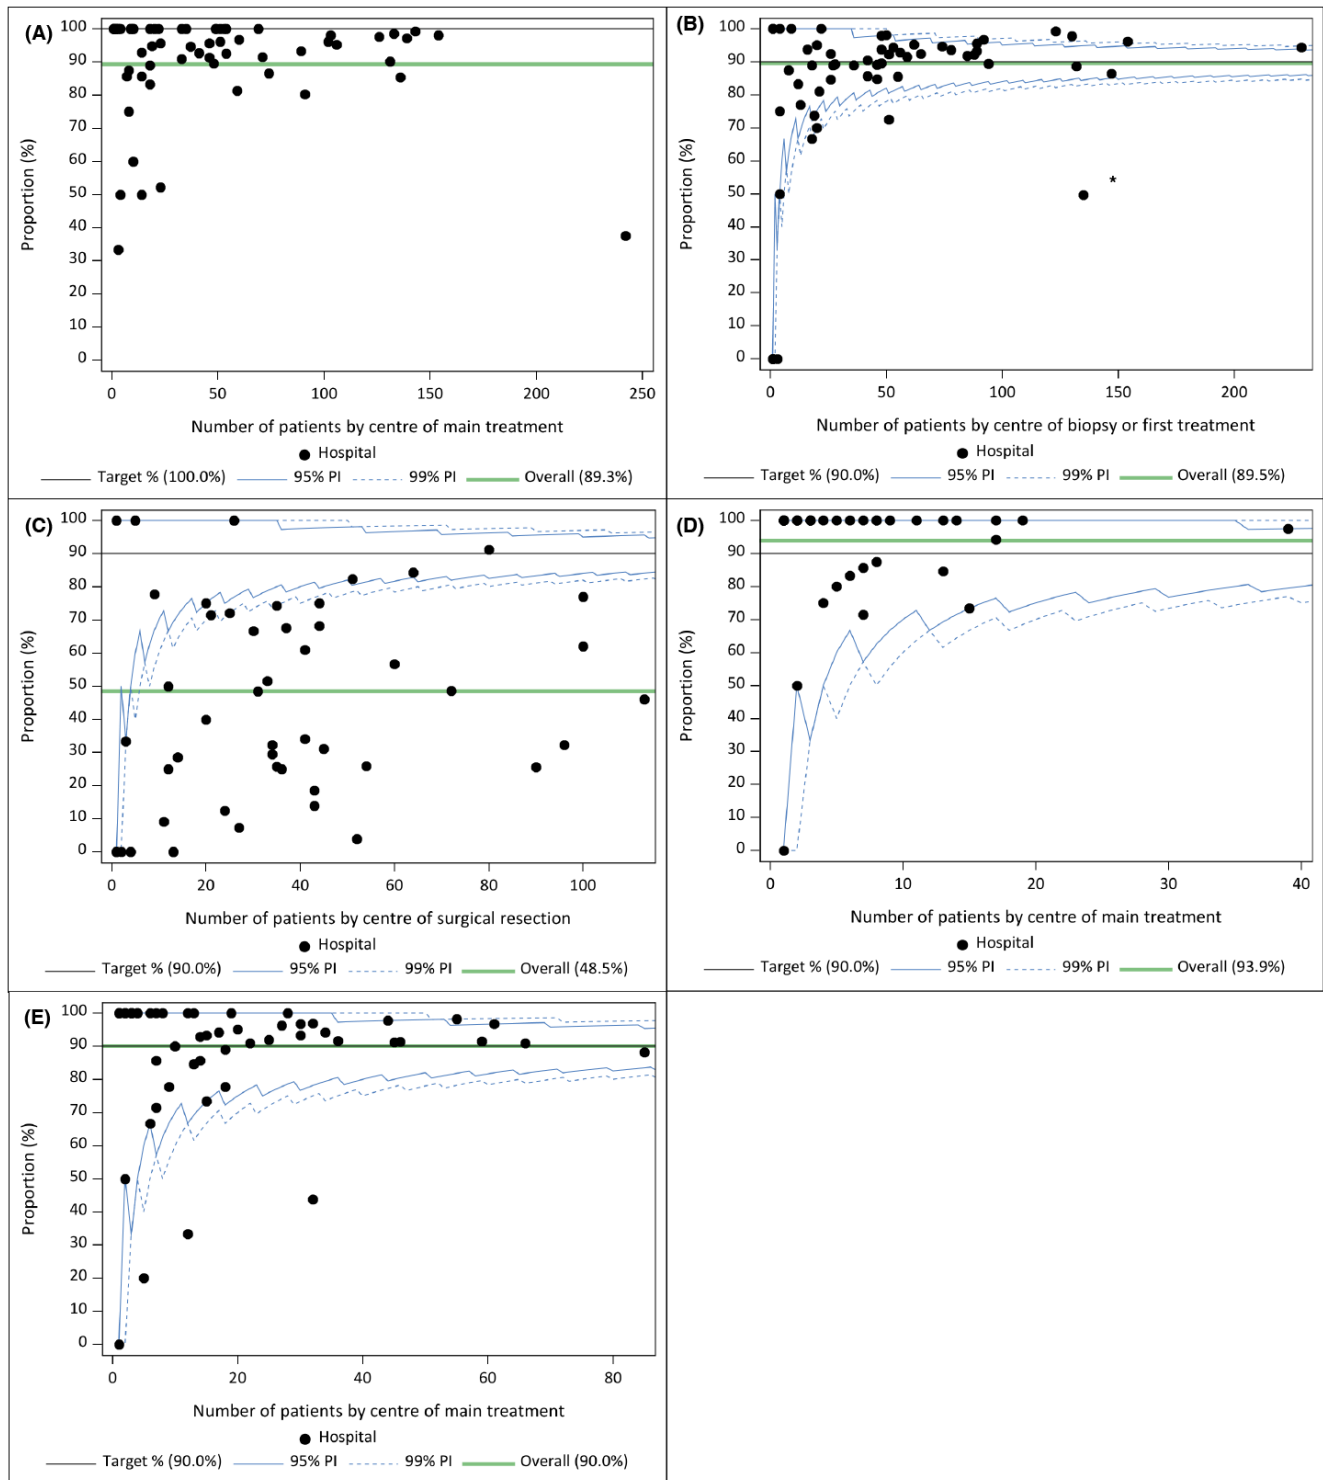 (A)
100
90
80
70
60
50
40
30
20
10
0
Proportion (%)
0 50 100 150 200 250
Number of patients by centre of main treatment
Hospital
Target % (100.0%) 95% PI 99% PI Overall (89.3%)
(B)
100
90
80
70
60
50
40
30
20
10
0
Proportion (%)
*
0 50 100 150 200
Number of patients by centre of biopsy or first treatment
Hospital
Target % (90.0%) 95% PI 99% PI Overall (89.5%)
(C)
100
90
80
70
60
50
40
30
20
10
0
Proportion (%)
0 20 40 60 80 100
Number of patients by centre of surgical resection
Hospital
Target % (90.0%) 95% PI 99% PI Overall (48.5%)
(D)
100
90
80
70
60
50
40
30
20
10
0
Proportion (%)
0 10 20 30 40
Number of patients by centre of main treatment
Hospital
Target % (90.0%) 95% PI 99% PI Overall (93.9%)
(E)
100
90
80
70
60
50
40
30
20
10
0
Proportion (%)
0 20 40 60 80
Number of patients by centre of main treatment
Hospital
Target % (90.0%) 95% PI 99% PI Overall (90.0%)